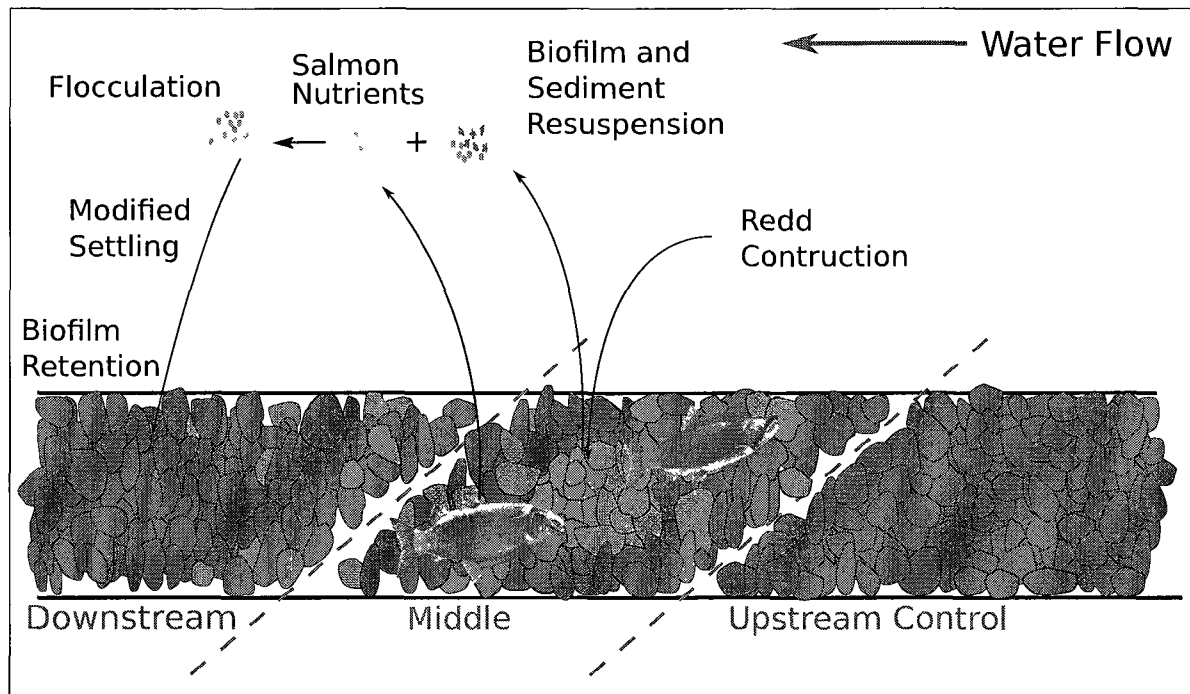 Water Flow
Biofilm and
Sediment
Resuspension
Salmon
Nutrients
Flocculation
+
Modified
Settling
Redd
Contruction
Biofilm
Retention
Downstream
Middle
Upstream Control